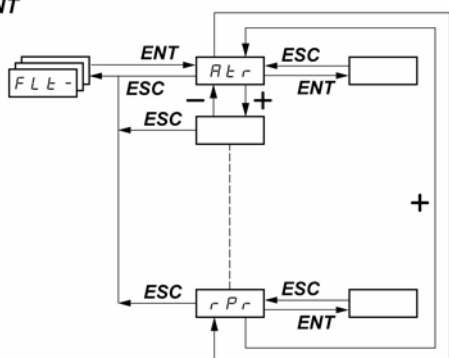 NT
ENT
ESC
FLt-
Atr
ESC
ENT
ESC
- +
ESC
+
ESC
rPr
ESC
ENT